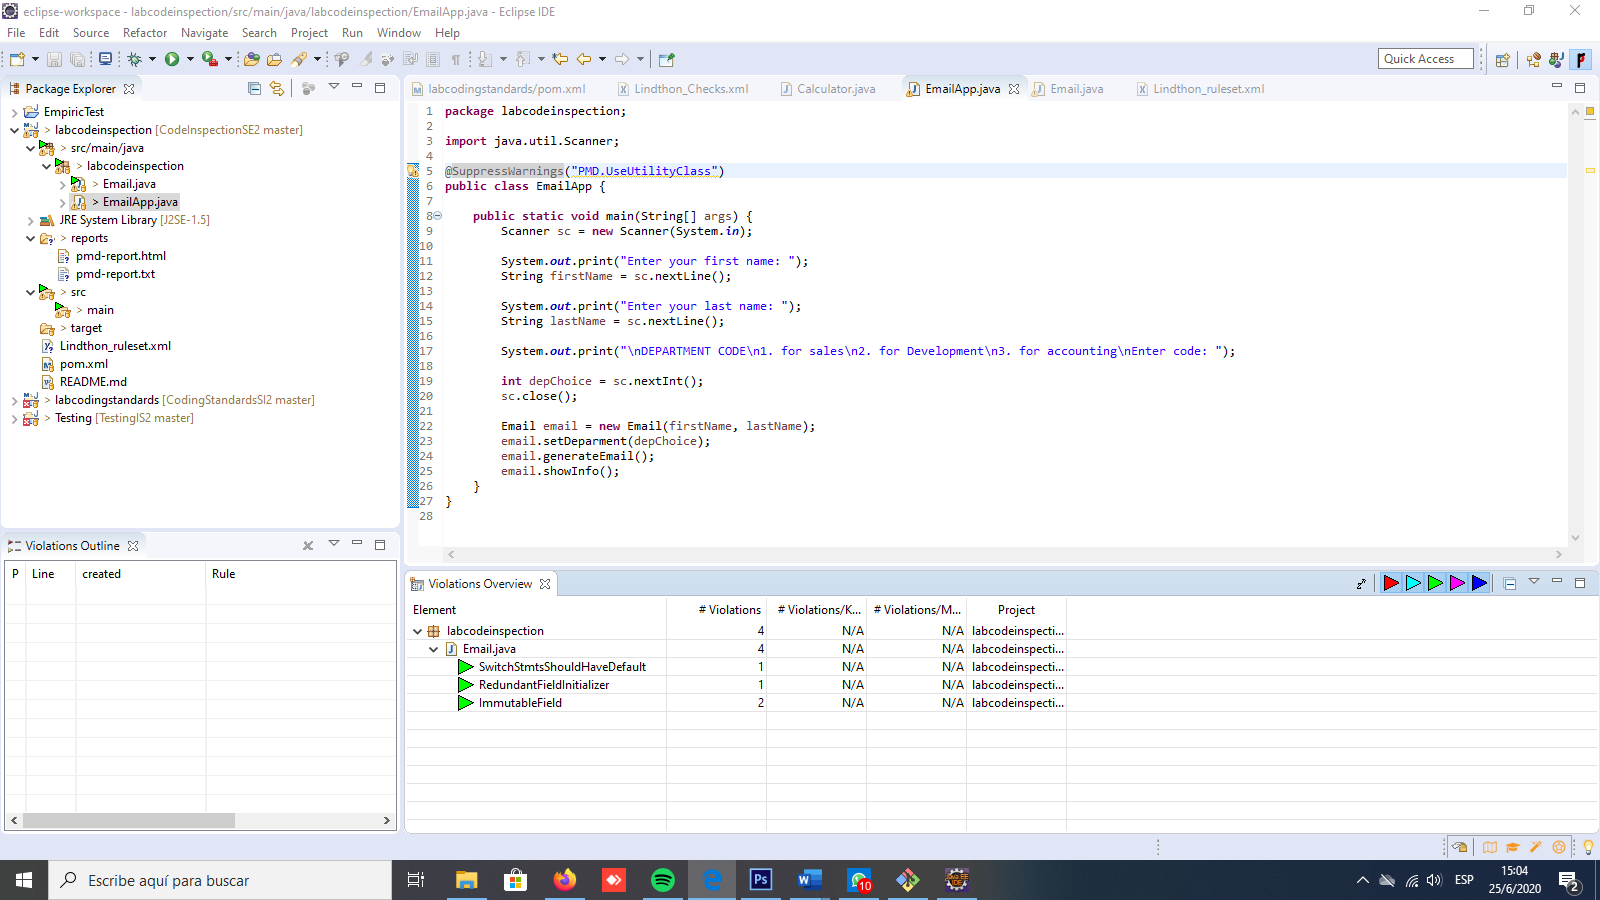 eclipse-workspace - labcodeinspection/src/main/java/labcodeinspection/EmailApp.java - Eclipse IDE
File Edit Source Refactor Navigate Search Project Run Window Help
Quick Access
Package Explorer
EmpiricTest
> labcodeinspection [CodeInspectionSE2 master]
> src/main/java
> labcodeinspection
> Email.java
> EmailApp.java
JRE System Library [J2SE-1.5]
> reports
pmd-report.html
pmd-report.txt
> src
> main
> target
Lindthon_ruleset.xml
pom.xml
README.md
> labcodingstandards [CodingStandardsSI2 master]
> Testing [TestingIS2 master]
Violations Outline
P Line created Rule
labcodingstandards/pom.xml Lindthon_Checks.xml Calculator.java EmailApp.java Email.java Lindthon_ruleset.xml
1 package labcodeinspection;
2
3 import java.util.Scanner;
4
5 @SuppressWarnings("PMD.UseUtilityClass")
6 public class EmailApp {
7
8 public static void main(String[] args) {
9 Scanner sc = new Scanner(System.in);
10
11 System.out.print("Enter your first name: ");
12 String firstName = sc.nextLine();
13
14 System.out.print("Enter your last name: ");
15 String lastName = sc.nextLine();
16
17 System.out.print("\nDEPARTMENT CODE\n1. for sales\n2. for Development\n3. for accounting\nEnter code: ");
18
19 int depChoice = sc.nextInt();
20 sc.close();
21
22 Email email = new Email(firstName, lastName);
23 email.setDeparment(depChoice);
24 email.generateEmail();
25 email.showInfo();
26 }
27 }
28
Violations Overview
Element # Violations # Violations/K... # Violations/M... Project
labcodeinspection 4 N/A N/A labcodeinspecti...
Email.java 4 N/A N/A labcodeinspecti...
SwitchStmtsShouldHaveDefault 1 N/A N/A labcodeinspecti...
RedundantFieldInitializer 1 N/A N/A labcodeinspecti...
ImmutableField 2 N/A N/A labcodeinspecti...
Escribe aquí para buscar
Ps
10
ESP
15:04
25/6/2020
2